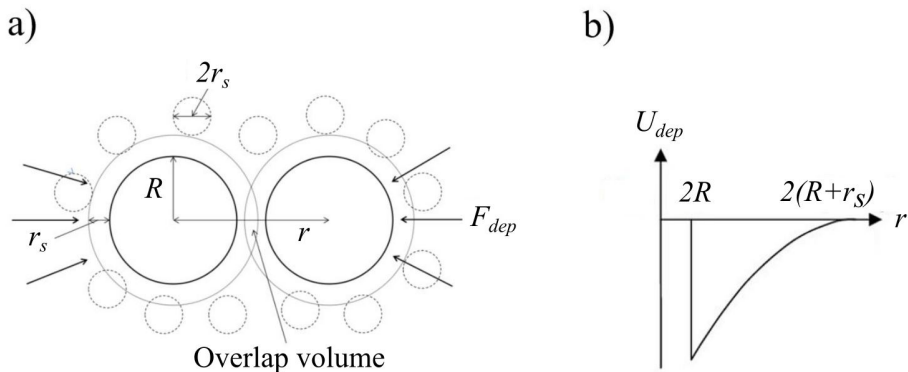 a)
2r_s
R
r_s
r
F_dep
Overlap volume
b)
U_dep
2R
2(R+r_s)
r